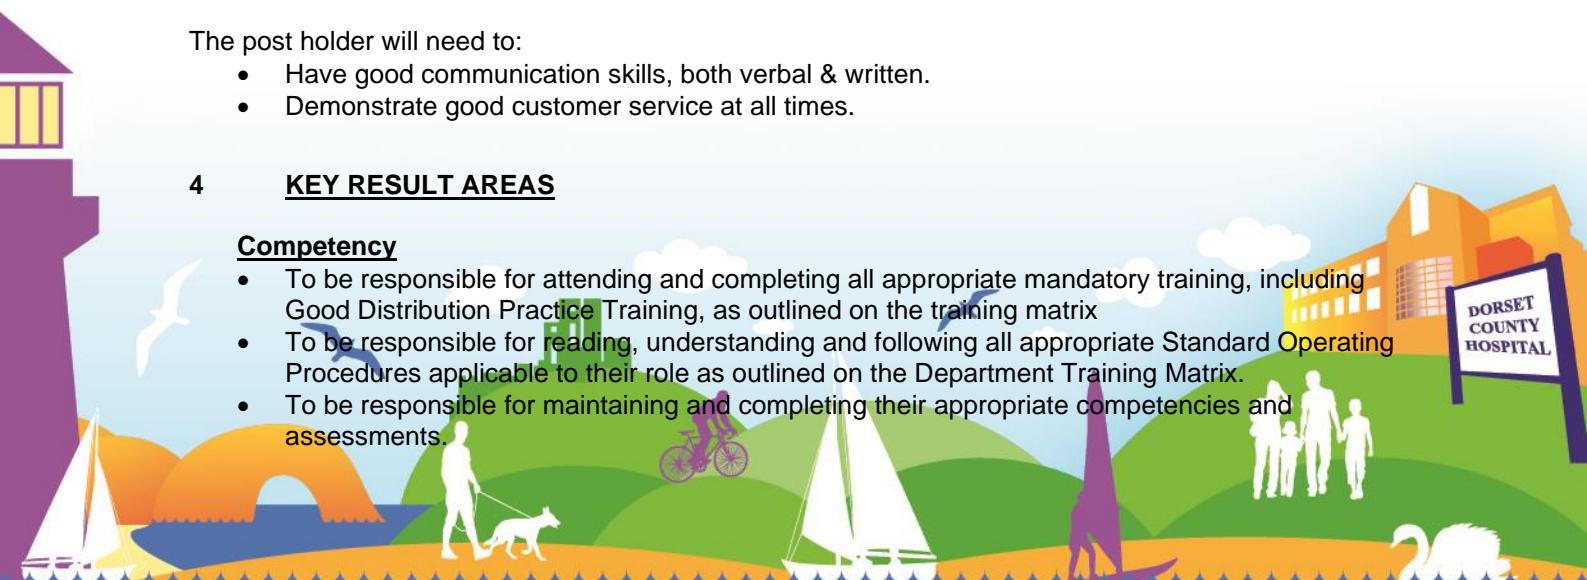 The post holder will need to:
• Have good communication skills, both verbal & written.
• Demonstrate good customer service at all times.
4 KEY RESULT AREAS
Competency
• To be responsible for attending and completing all appropriate mandatory training, including
Good Distribution Practice Training, as outlined on the training matrix
• To be responsible for reading, understanding and following all appropriate Standard Operating
Procedures applicable to their role as outlined on the Department Training Matrix.
• To be responsible for maintaining and completing their appropriate competencies and
assessments.
DORSET
COUNTY
HOSPITAL